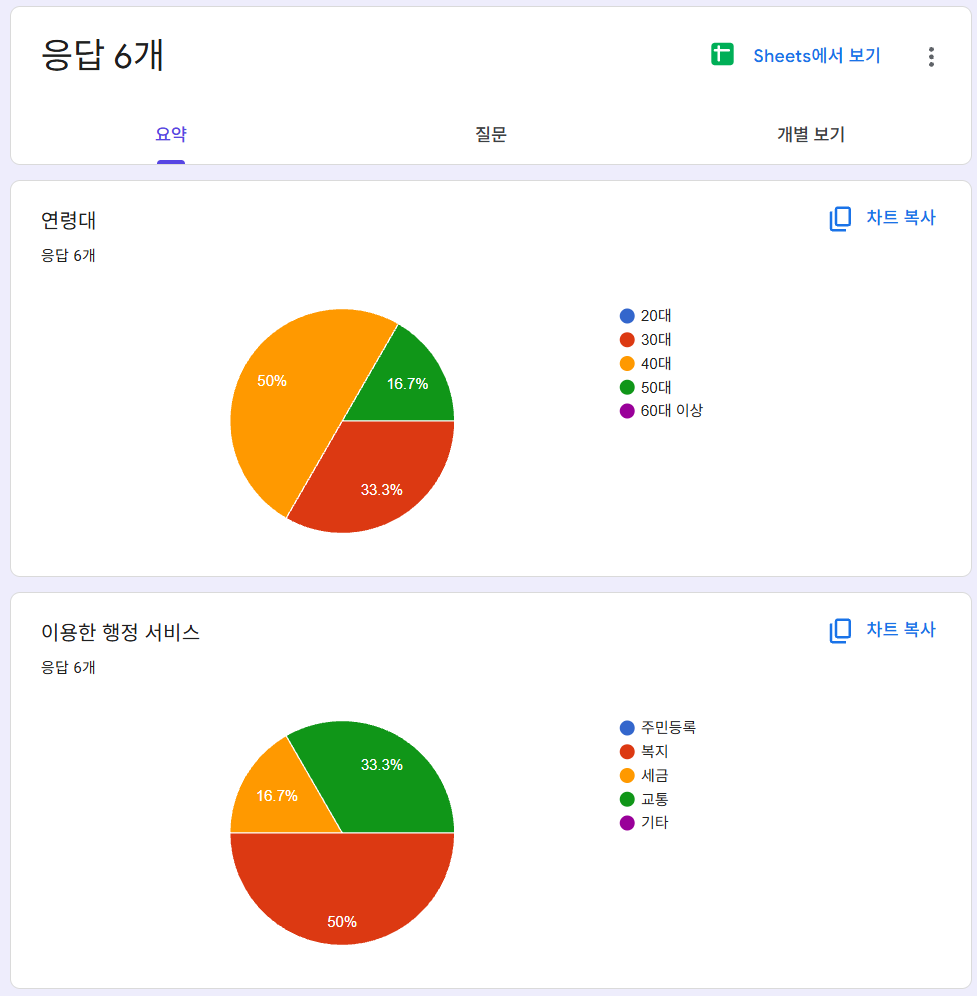 응답 6개
Sheets에서 보기
요약
질문
개별 보기
연령대
차트 복사
응답 6개
50%
16.7%
33.3%
20대
30대
40대
50대
60대 이상
이용한 행정 서비스
차트 복사
응답 6개
33.3%
16.7%
50%
주민등록
복지
세금
교통
기타